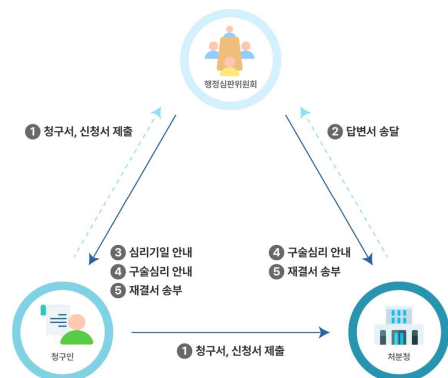 행정심판위원회
① 청구서, 신청서 제출
② 답변서 송달
③ 심리기일 안내
④ 구술심리 안내
⑤ 재결서 송부
④ 구술심리 안내
⑤ 재결서 송부
청구인
① 청구서, 신청서 제출
처분청